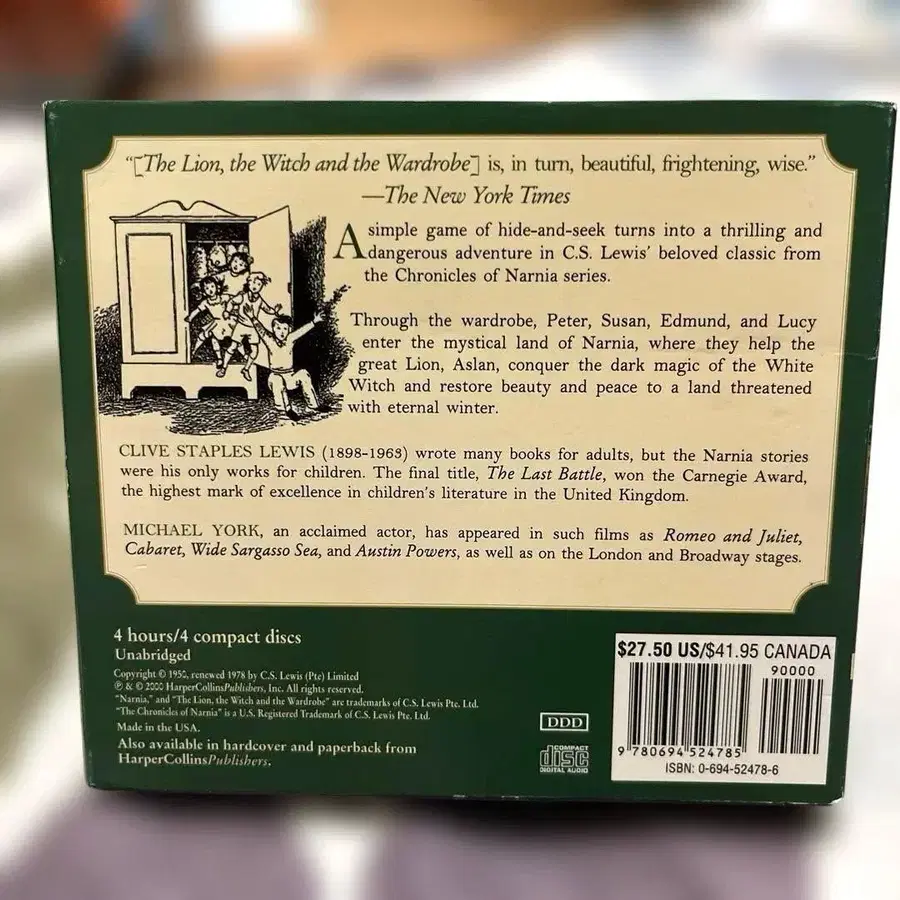 “[The Lion, the Witch and the Wardrobe] is, in turn, beautiful, frightening, wise.”
—The New York Times
A simple game of hide-and-seek turns into a thrilling and
dangerous adventure in C.S. Lewis’ beloved classic from
the Chronicles of Narnia series.
Through the wardrobe, Peter, Susan, Edmund, and Lucy
enter the mystical land of Narnia, where they help the
great Lion, Aslan, conquer the dark magic of the White
Witch and restore beauty and peace to a land threatened
with eternal winter.
CLIVE STAPLES LEWIS (1898-1963) wrote many books for adults, but the Narnia stories
were his only works for children. The final title, The Last Battle, won the Carnegie Award,
the highest mark of excellence in children’s literature in the United Kingdom.
MICHAEL YORK, an acclaimed actor, has appeared in such films as Romeo and Juliet,
Cabaret, Wide Sargasso Sea, and Austin Powers, as well as on the London and Broadway stages.
4 hours/4 compact discs
Unabridged
Copyright © 1950, renewed 1978 by C.S. Lewis (Pte) Limited
℗ & © 2000 HarperCollinsPublishers, Inc. All rights reserved.
“Narnia,” and “The Lion, the Witch and the Wardrobe” are trademarks of C.S. Lewis Pte. Ltd.
“The Chronicles of Narnia” is a U.S. Registered Trademark of C.S. Lewis Pte. Ltd.
Made in the USA.
Also available in hardcover and paperback from
HarperCollinsPublishers.
DDD
COMPACT
disc
DIGITAL AUDIO
$27.50 US/$41.95 CANADA
90000
9 780694 524785
ISBN: 0-694-52478-6